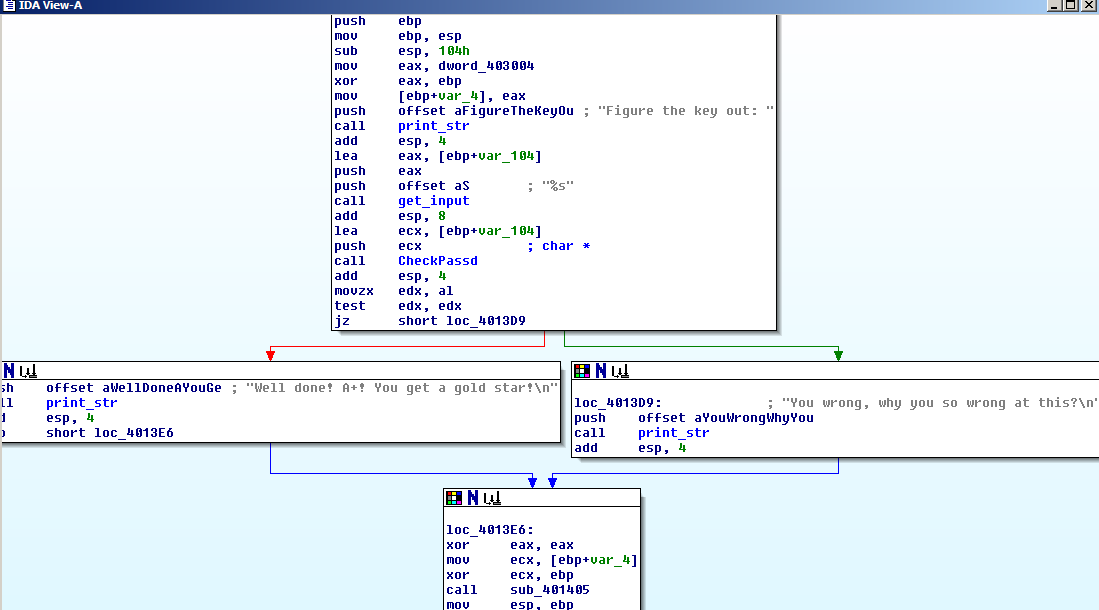 IDA View-A
push ebp
mov ebp, esp
sub esp, 104h
mov eax, dword_403004
xor eax, ebp
mov [ebp+var_4], eax
push offset aFigureTheKeyOu ; "Figure the key out: "
call print_str
add esp, 4
lea eax, [ebp+var_104]
push eax
push offset aS ; "%s"
call get_input
add esp, 8
lea ecx, [ebp+var_104]
push ecx ; char *
call CheckPassd
add esp, 4
movzx edx, al
test edx, edx
jz short loc_4013D9
sh offset aWellDoneAYouGe ; "Well done! A+! You get a gold star!\n"
ll print_str
d esp, 4
p short loc_4013E6
loc_4013D9: ; "You wrong, why you so wrong at this?\n"
push offset aYouWrongWhyYou
call print_str
add esp, 4
loc_4013E6:
xor eax, eax
mov ecx, [ebp+var_4]
xor ecx, ebp
call sub_401405
mov esp, ebp